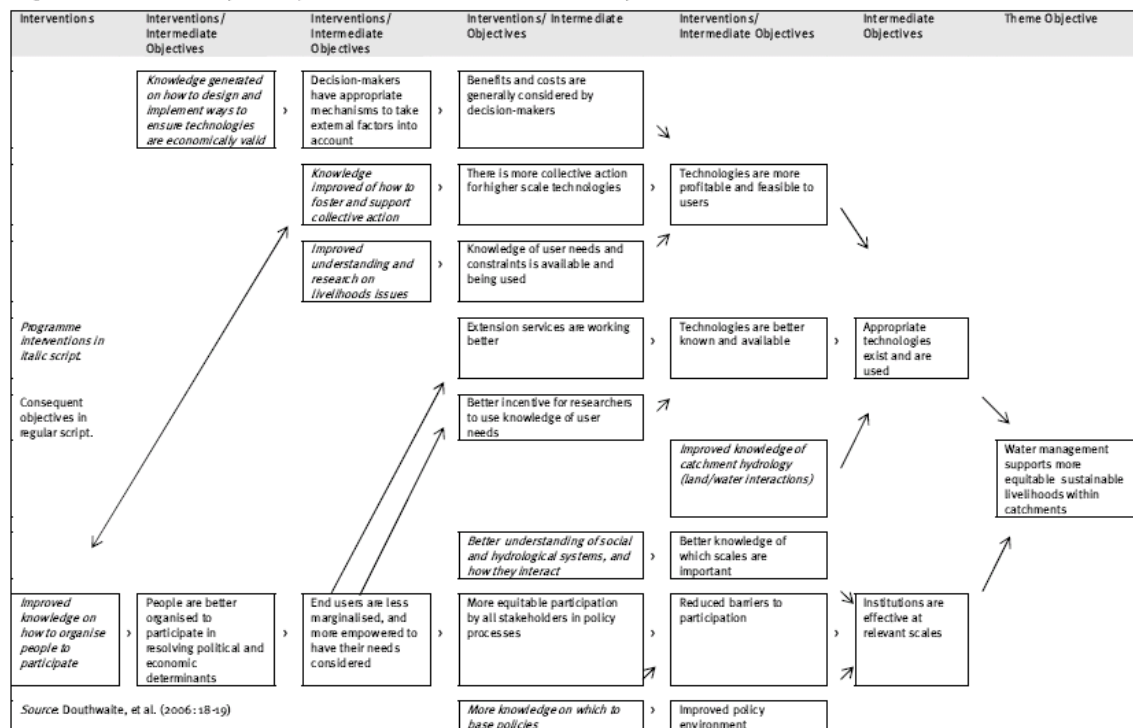 Interventions
Interventions/
Intermediate
Objectives
Interventions/
Intermediate
Objectives
Interventions/ Intermediate
Objectives
Interventions/
Intermediate Objectives
Intermediate
Objectives
Theme Objective
Knowledge generated
on how to design and
implement ways to
ensure technologies
are economically valid
›
Decision-makers
have appropriate
mechanisms to take
external factors into
account
›
Benefits and costs are
generally considered by
decision-makers
Knowledge
improved of how to
foster and support
collective action
›
There is more collective action
for higher scale technologies
›
Technologies are more
profitable and feasible to
users
Improved
understanding and
research on
livelihoods issues
›
Knowledge of user needs and
constraints is available and
being used
Programme
interventions in
italic script.
Extension services are working
better
›
Technologies are better
known and available
›
Appropriate
technologies
exist and are
used
Consequent
objectives in
regular script.
Better incentive for researchers
to use knowledge of user
needs
Improved knowledge of
catchment hydrology
(land/water interactions)
Water management
supports more
equitable sustainable
livelihoods within
catchments
Better understanding of social
and hydrological systems, and
how they interact
›
Better knowledge of
which scales are
important
Improved
knowledge on
how to organise
people to
participate
›
People are better
organised to
participate in
resolving political and
economic
determinants
›
End users are less
marginalised, and
more empowered to
have their needs
considered
›
More equitable participation
by all stakeholders in policy
processes
›
Reduced barriers to
participation
›
Institutions are
effective at
relevant scales
Source: Douthwaite, et al. (2006:18-19)
More knowledge on which to
base policies
›
Improved policy
environment